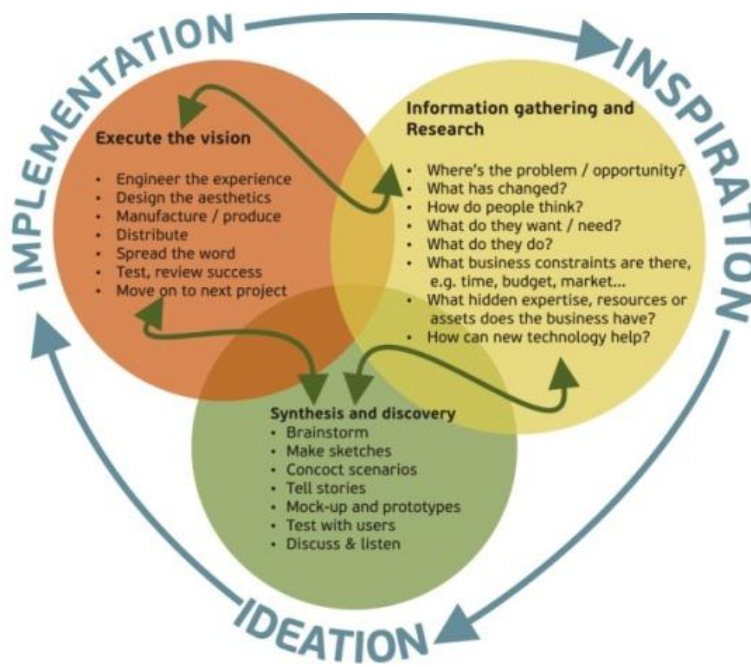 IMPLEMENTATION
INSPIRATION
IDEATION
Execute the vision
• Engineer the experience
• Design the aesthetics
• Manufacture / produce
• Distribute
• Spread the word
• Test, review success
• Move on to next project
Information gathering and
Research
• Where's the problem / opportunity?
• What has changed?
• How do people think?
• What do they want / need?
• What do they do?
• What business constraints are there,
e.g. time, budget, market...
• What hidden expertise, resources or
assets does the business have?
• How can new technology help?
Synthesis and discovery
• Brainstorm
• Make sketches
• Concoct scenarios
• Tell stories
• Mock-up and prototypes
• Test with users
• Discuss & listen